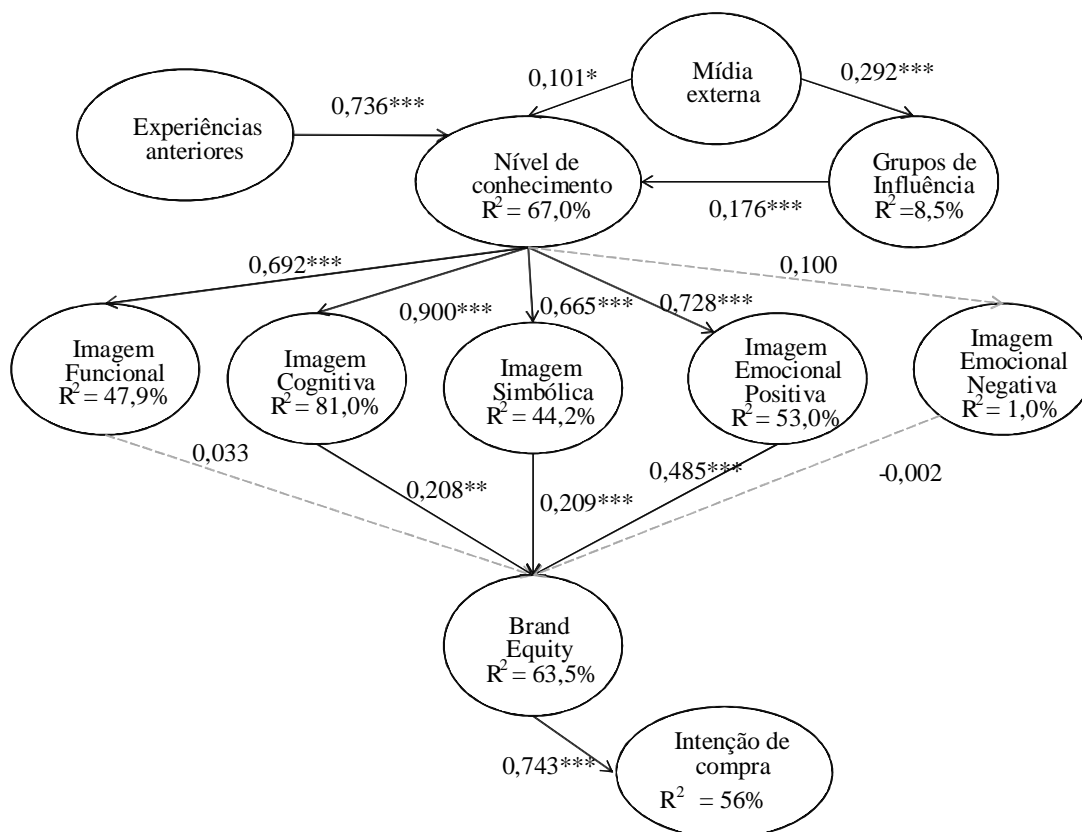 Mídia
externa
0,101*
0,292***
0,736***
Experiências
anteriores
Nível de
conhecimento
R² = 67,0%
Grupos de
Influência
R² =8,5%
0,176***
0,692***
0,900***
0,665***
0,728***
0,100
Imagem
Funcional
R² = 47,9%
Imagem
Cognitiva
R² = 81,0%
Imagem
Simbólica
R² = 44,2%
Imagem
Emocional
Positiva
R² = 53,0%
Imagem
Emocional
Negativa
R² = 1,0%
0,033
0,208**
0,209***
0,485***
-0,002
Brand
Equity
R² = 63,5%
0,743***
Intenção de
compra
R² = 56%